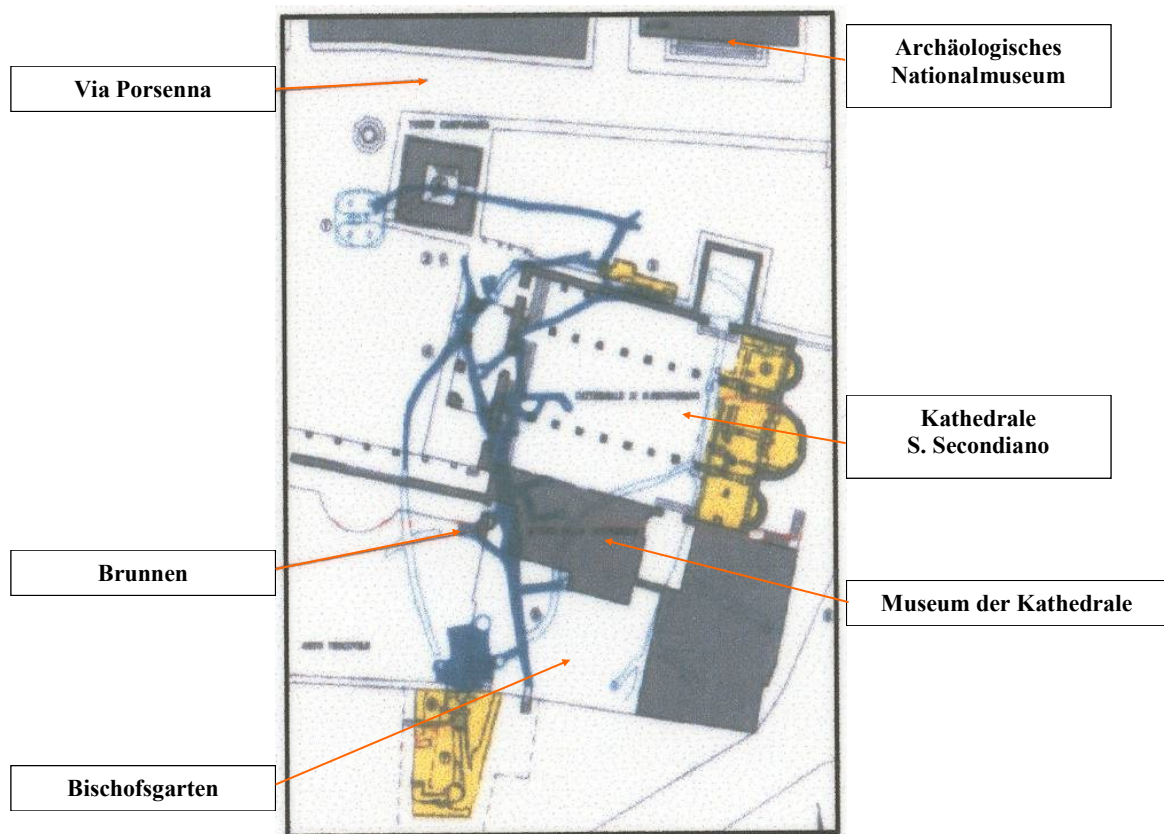 Via Porsenna
Archäologisches
Nationalmuseum
Kathedrale
S. Secondiano
Brunnen
Museum der Kathedrale
Bischofsgarten